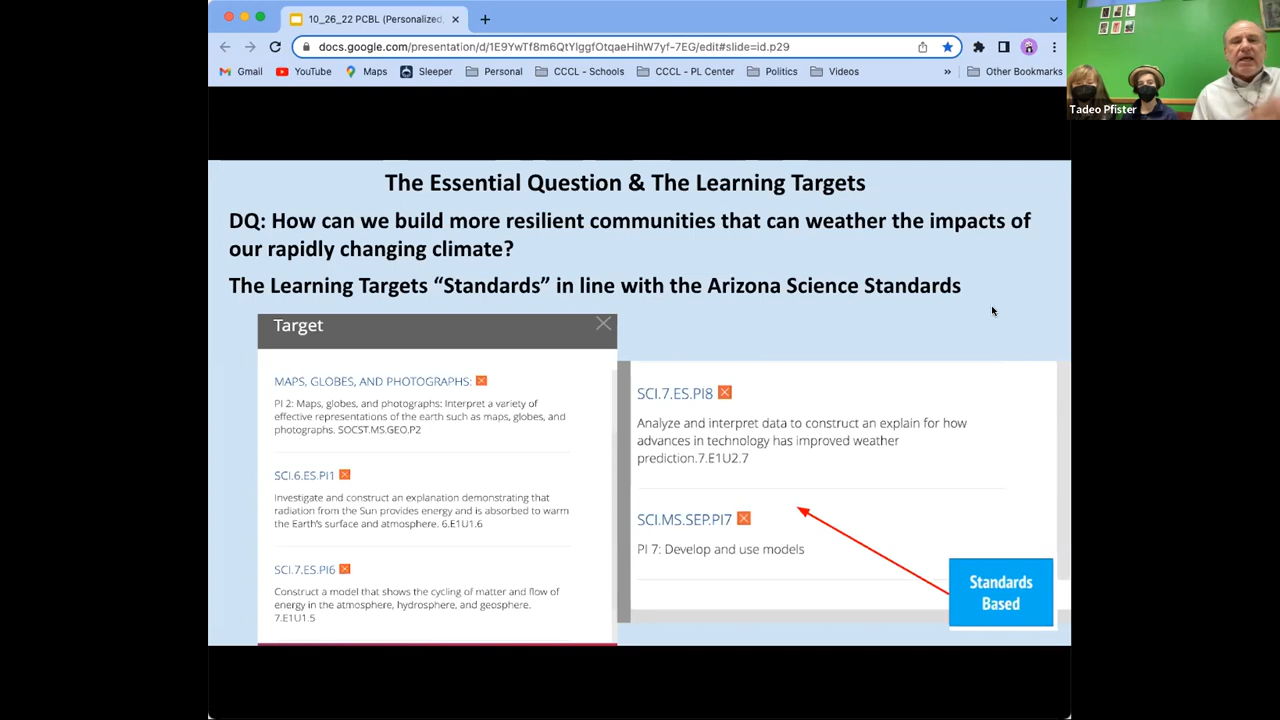 10_26_22 PCBL (Personalized,
docs.google.com/presentation/d/1E9YwTf8m6QtYlggfOtqaeHihW7yf-7EG/edit#slide=id.p29
Gmail YouTube Maps Sleeper Personal CCCL - Schools CCCL - PL Center Politics Videos » Other Bookmarks
Tadeo Pfister
The Essential Question & The Learning Targets
DQ: How can we build more resilient communities that can weather the impacts of
our rapidly changing climate?
The Learning Targets “Standards” in line with the Arizona Science Standards
Target
MAPS, GLOBES, AND PHOTOGRAPHS:
PI 2: Maps, globes, and photographs: Interpret a variety of
effective representations of the earth such as maps, globes, and
photographs. SOCST.MS.GEO.P2
SCI.6.ES.PI1
Investigate and construct an explanation demonstrating that
radiation from the Sun provides energy and is absorbed to warm
the Earth's surface and atmosphere. 6.E1U1.6
SCI.7.ES.PI6
Construct a model that shows the cycling of matter and flow of
energy in the atmosphere, hydrosphere, and geosphere.
7.E1U1.5
SCI.7.ES.PI8
Analyze and interpret data to construct an explain for how
advances in technology has improved weather
prediction.7.E1U2.7
SCI.MS.SEP.PI7
PI 7: Develop and use models
Standards
Based